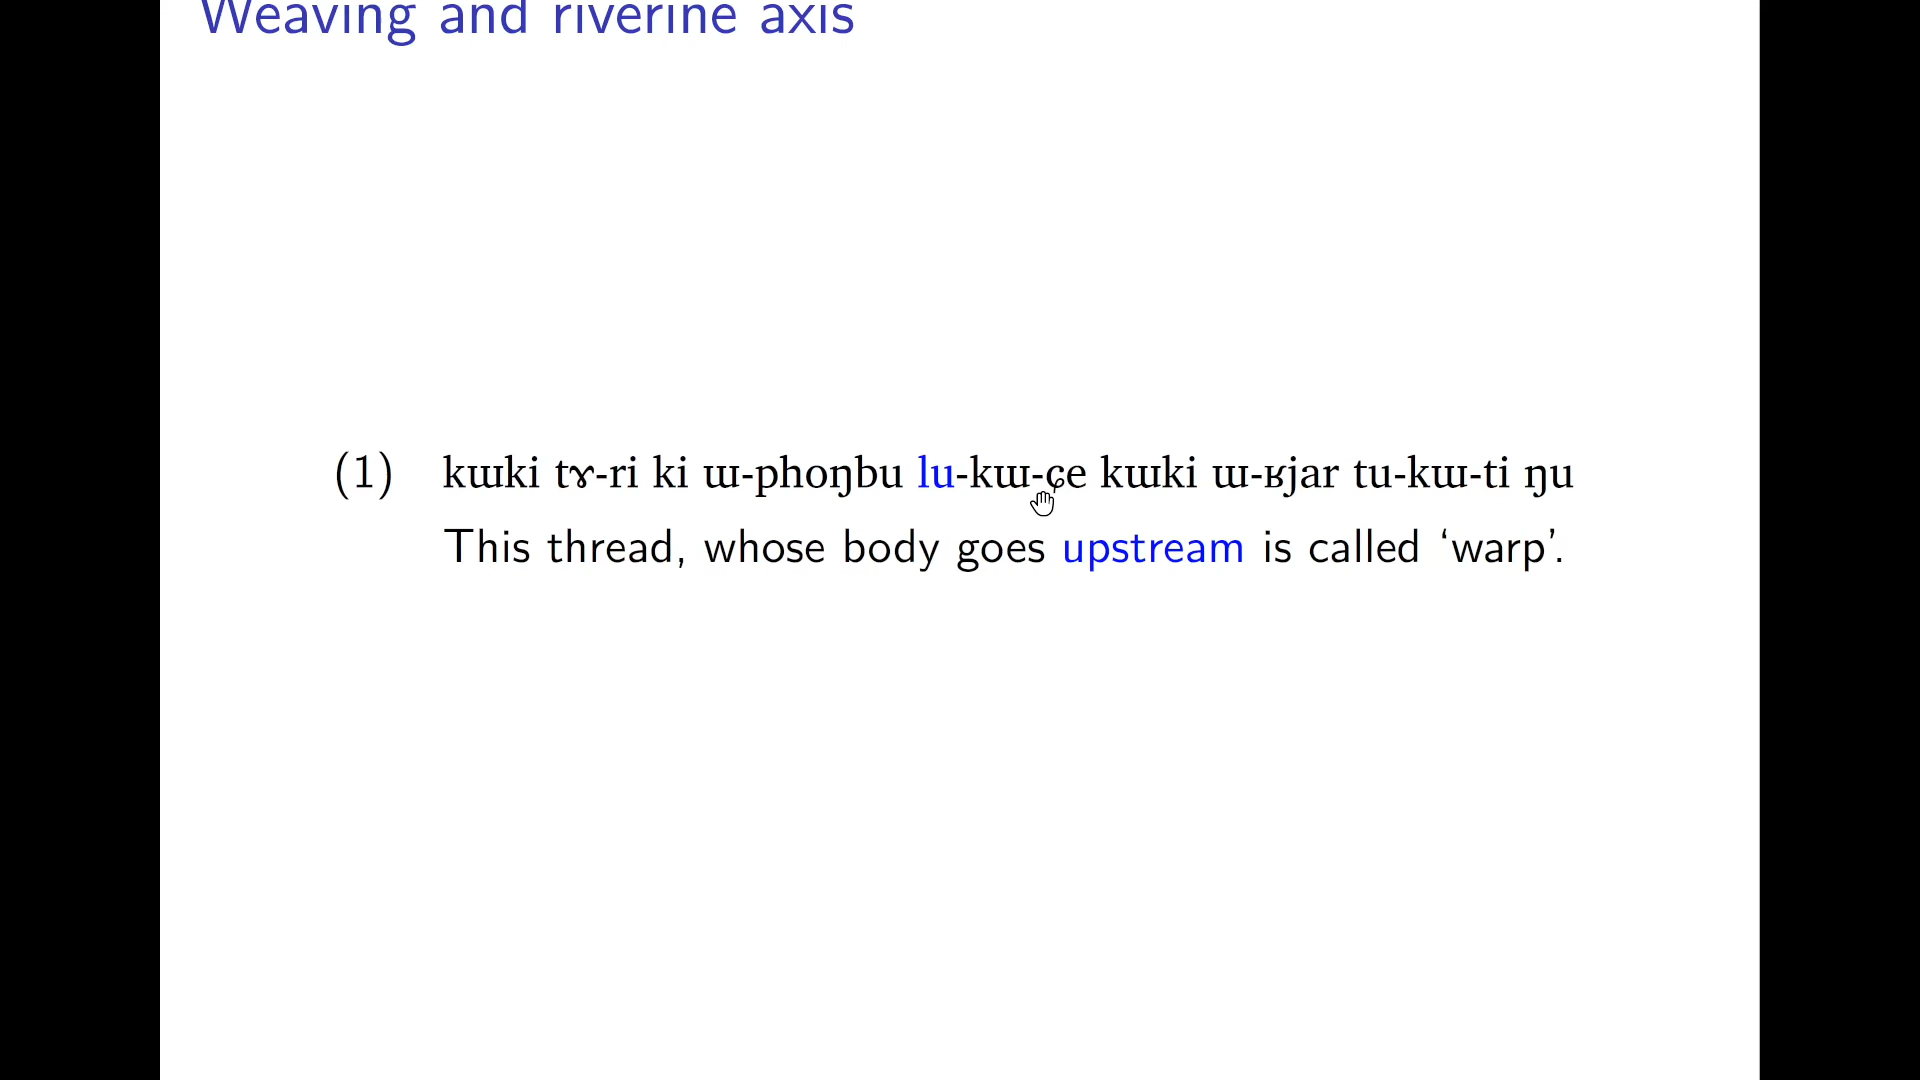 Weaving and riverine axis
(1) kɯki tɤ-ri ki ɯ-phoŋbu lu-kɯ-ɕe kɯki ɯ-ʁjar tu-kɯ-ti ŋu
This thread, whose body goes upstream is called ‘warp’.